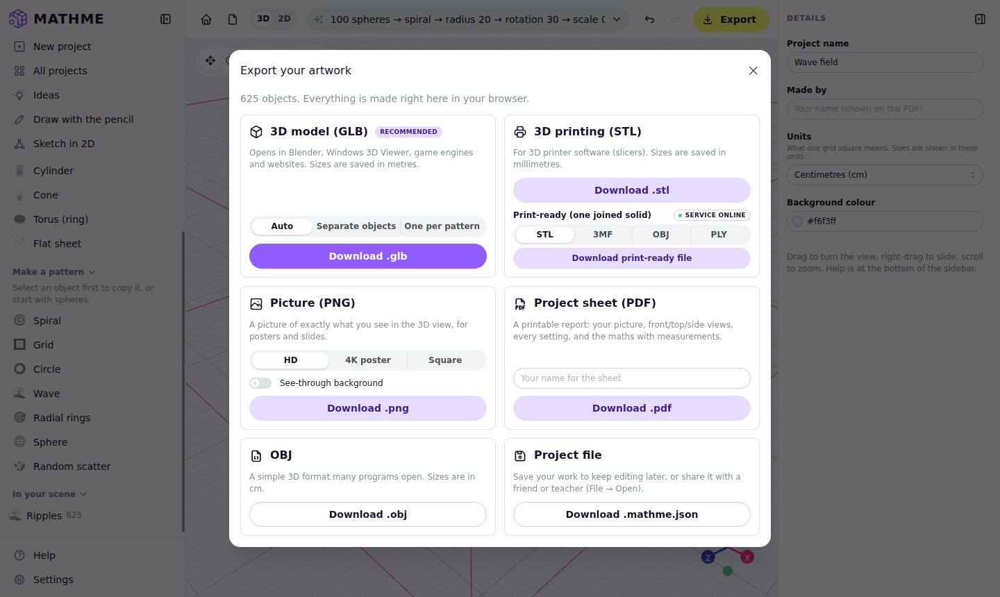 MATHME
New project
All projects
Ideas
Draw with the pencil
Sketch in 2D
Cylinder
Cone
Torus (ring)
Flat sheet
Make a pattern
Select an object first to copy it, or
start with spheres.
Spiral
Grid
Circle
Wave
Radial rings
Sphere
Random scatter
In your scene
Ripples 625
Help
Settings
3D 2D
100 spheres → spiral → radius 20 → rotation 30 → scale
Export
Export your artwork
625 objects. Everything is made right here in your browser.
3D model (GLB) RECOMMENDED
Opens in Blender, Windows 3D Viewer, game engines
and websites. Sizes are saved in metres.
Auto Separate objects One per pattern
Download .glb
3D printing (STL)
For 3D printer software (slicers). Sizes are saved in
millimetres.
Download .stl
Print-ready (one joined solid) SERVICE ONLINE
STL 3MF OBJ PLY
Download print-ready file
Picture (PNG)
A picture of exactly what you see in the 3D view, for
posters and slides.
HD 4K poster Square
See-through background
Download .png
PDF
Project sheet (PDF)
A printable report: your picture, front/top/side views,
every setting, and the maths with measurements.
Your name for the sheet
Download .pdf
OBJ
A simple 3D format many programs open. Sizes are in
cm.
Download .obj
Project file
Save your work to keep editing later, or share it with a
friend or teacher (File → Open).
Download .mathme.json
Z X
DETAILS
Project name
Wave field
Made by
Your name (shown on the PDF)
Units
What one grid square means. Sizes are shown in these
units.
Centimetres (cm)
Background colour
#f6f3ff
Drag to turn the view, right-drag to slide, scroll
to zoom. Help is at the bottom of the sidebar.